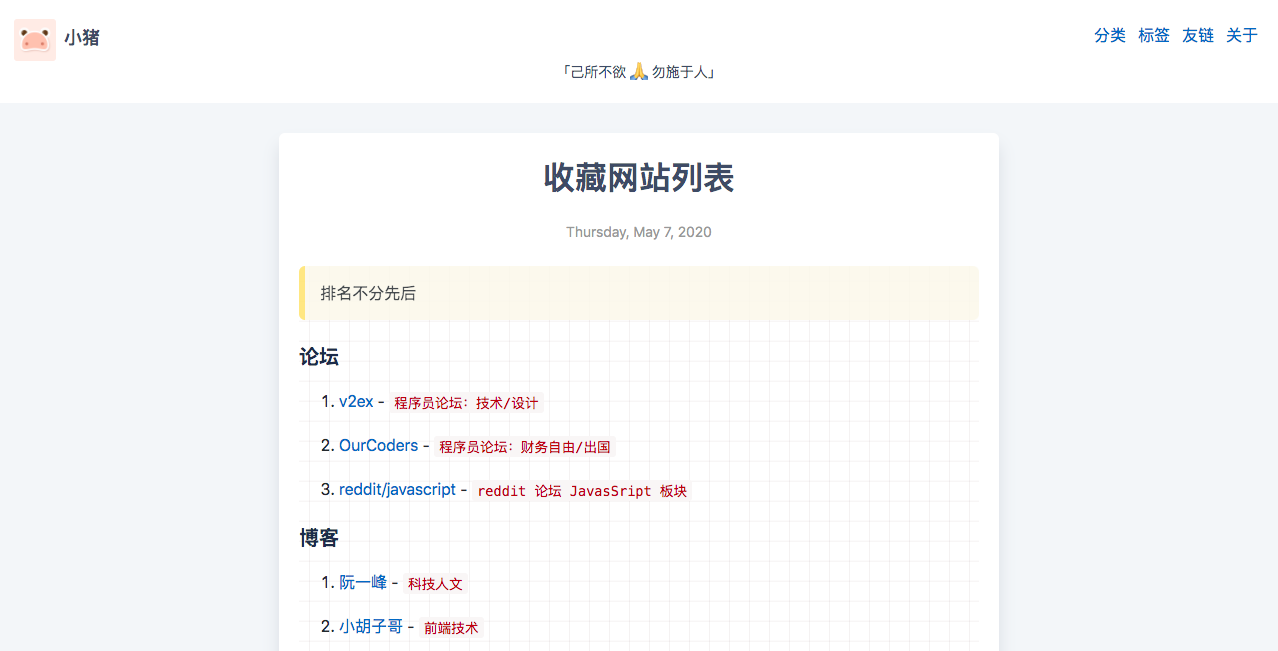 小猪
分类 标签 友链 关于
「己所不欲 🙏 勿施于人」
收藏网站列表
Thursday, May 7, 2020
排名不分先后
论坛
1. v2ex - 程序员论坛：技术/设计
2. OurCoders - 程序员论坛：财务自由/出国
3. reddit/javascript - reddit 论坛 JavasSript 板块
博客
1. 阮一峰 - 科技人文
2. 小胡子哥 - 前端技术